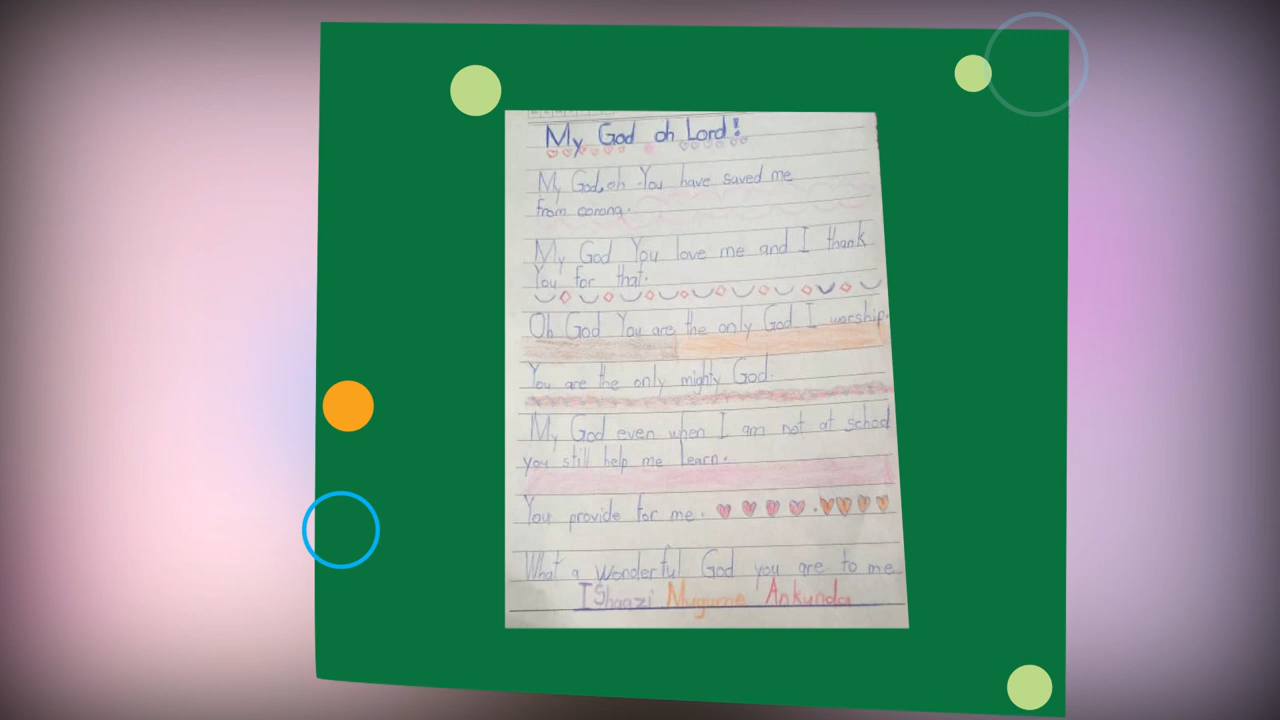 My God oh Lord!
My God, oh You have saved me
from corona.
My God You love me and I thank
You for that.
Oh God You are the only God I worship.
You are the only mighty God.
My God even when I am not at school
you still help me learn.
You provide for me.
What a wonderful God you are to me
IShaazi Mugume Ankunda